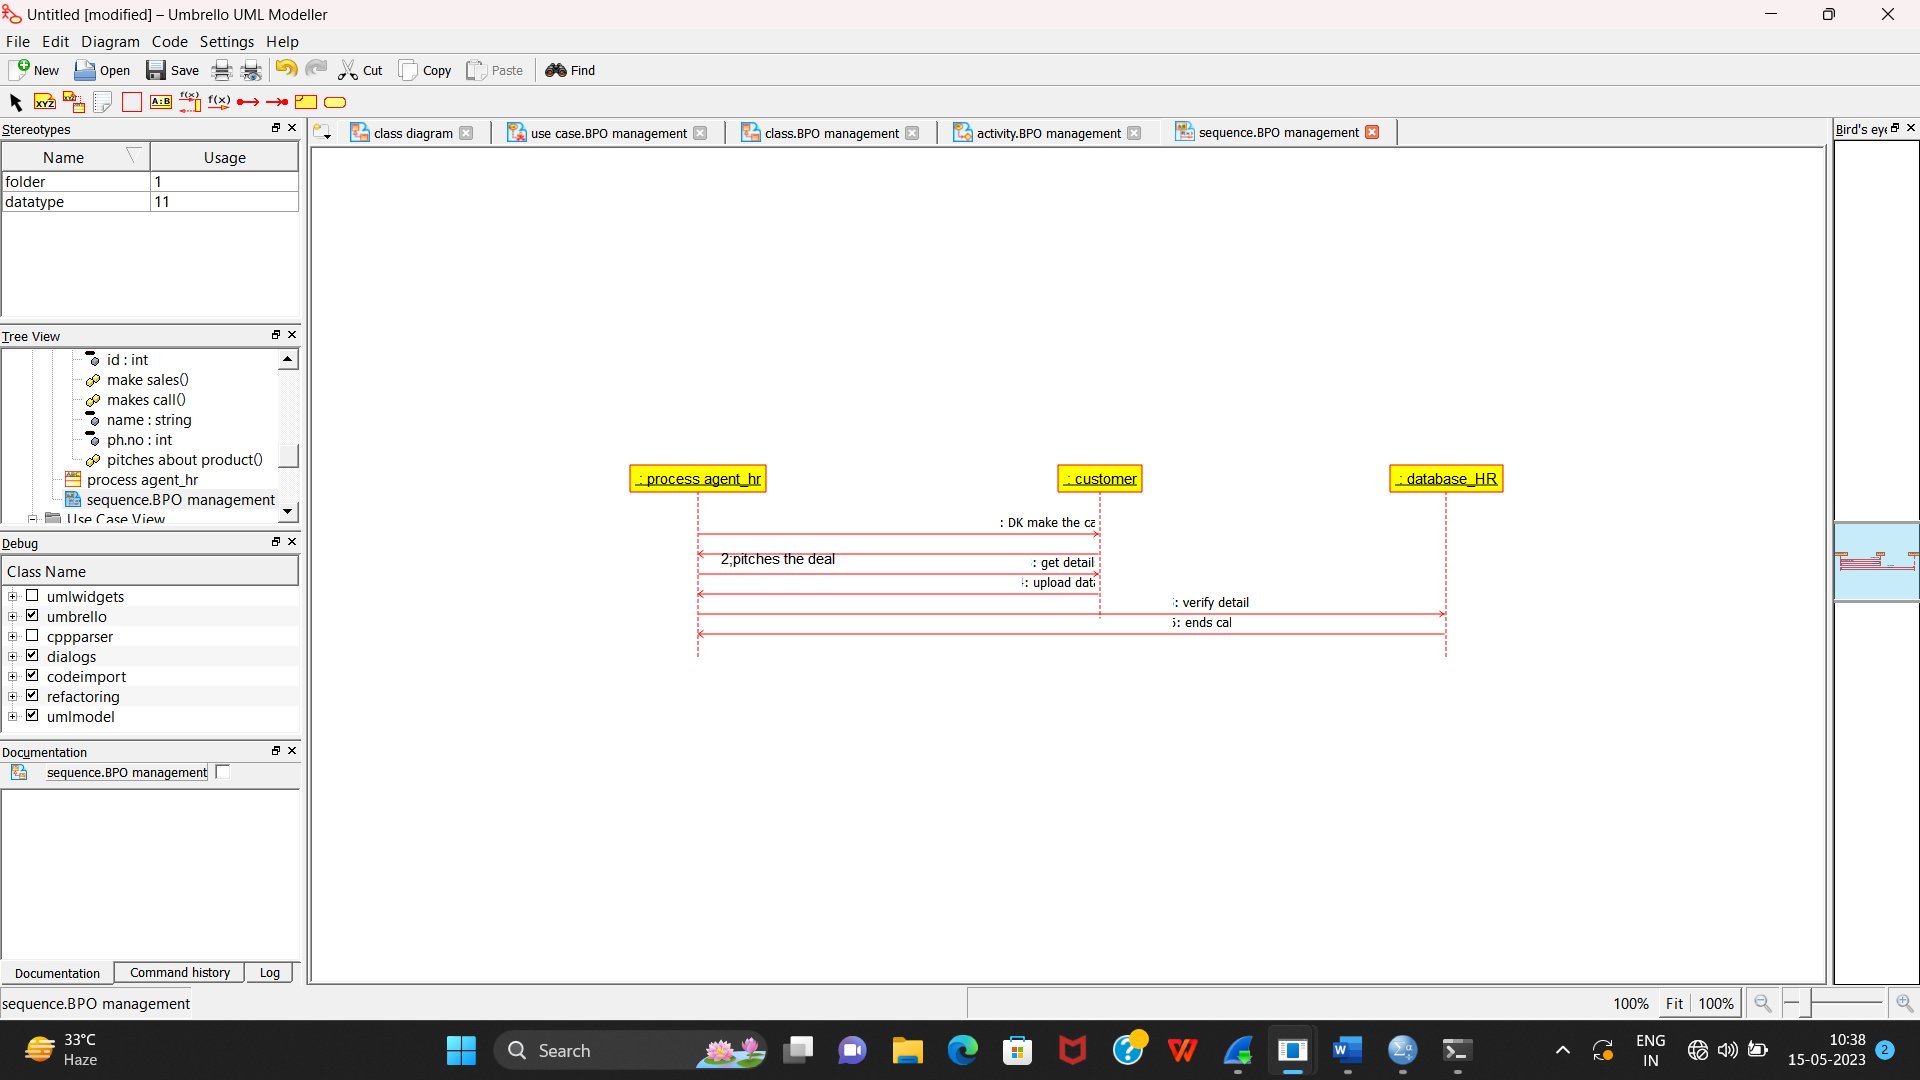 Untitled [modified] – Umbrello UML Modeller
File Edit Diagram Code Settings Help
New Open Save Cut Copy Paste Find
XYZ XYZ A:B f(x) f(x)
Stereotypes
Name Usage
folder 1
datatype 11
Tree View
id : int
make sales()
makes call()
name : string
ph.no : int
pitches about product()
ABC
process agent_hr
sequence.BPO management
Use Case View
Debug
Class Name
umlwidgets
umbrello
cppparser
dialogs
codeimport
refactoring
umlmodel
Documentation
sequence.BPO management
Documentation Command history Log
class diagram use case.BPO management class.BPO management activity.BPO management sequence.BPO management
Bird's eye
: process agent_hr : customer : database_HR
: DK make the ca
2;pitches the deal
: get detail
: upload data
: verify detail
: ends cal
sequence.BPO management
100% Fit 100%
33°C
Haze
Search
W
Σα
ENG
IN
10:38
15-05-2023
2